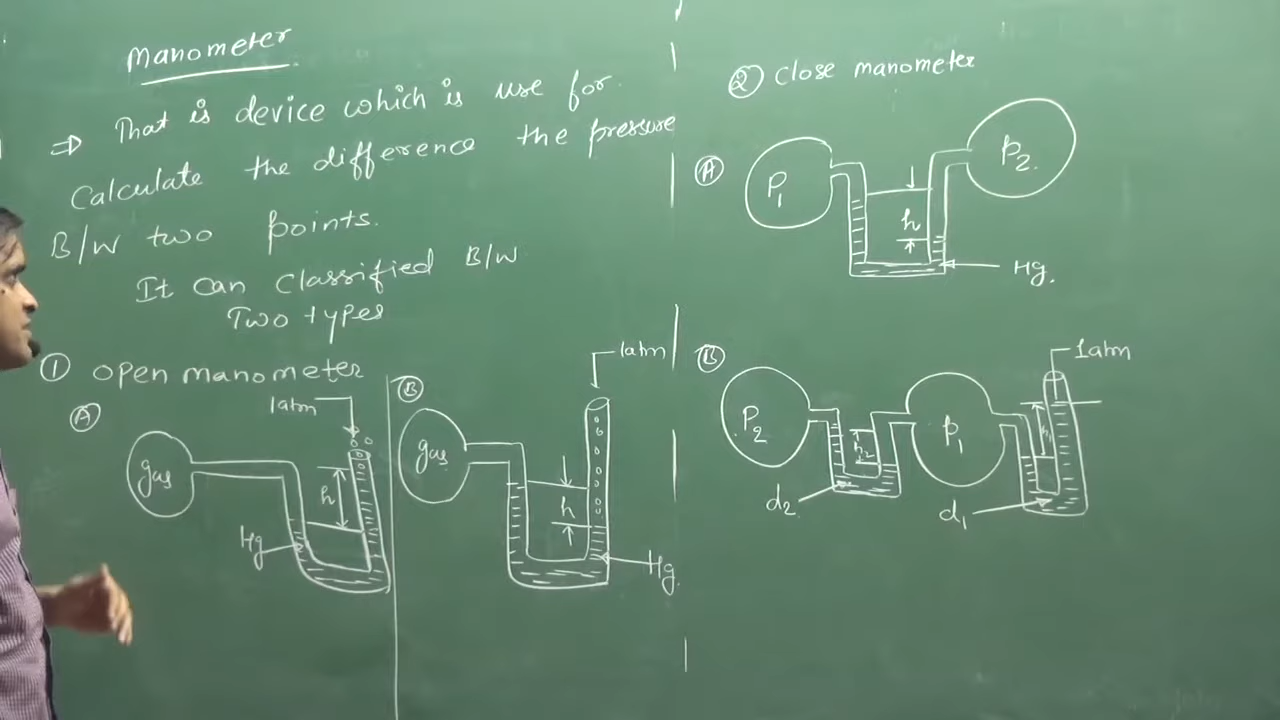 Manometer
⇒ That is device which is use for
Calculate the difference the pressure
B/W two points.
It can classified B/W
Two types
① open manometer
Ⓐ
1atm
gas
h
Hg
Ⓑ
1atm
gas
h
Hg
② Close manometer
Ⓐ
P₁
P₂
h
Hg.
Ⓑ
1atm
P₂
h₂
P₁
h₁
d₂
d₁